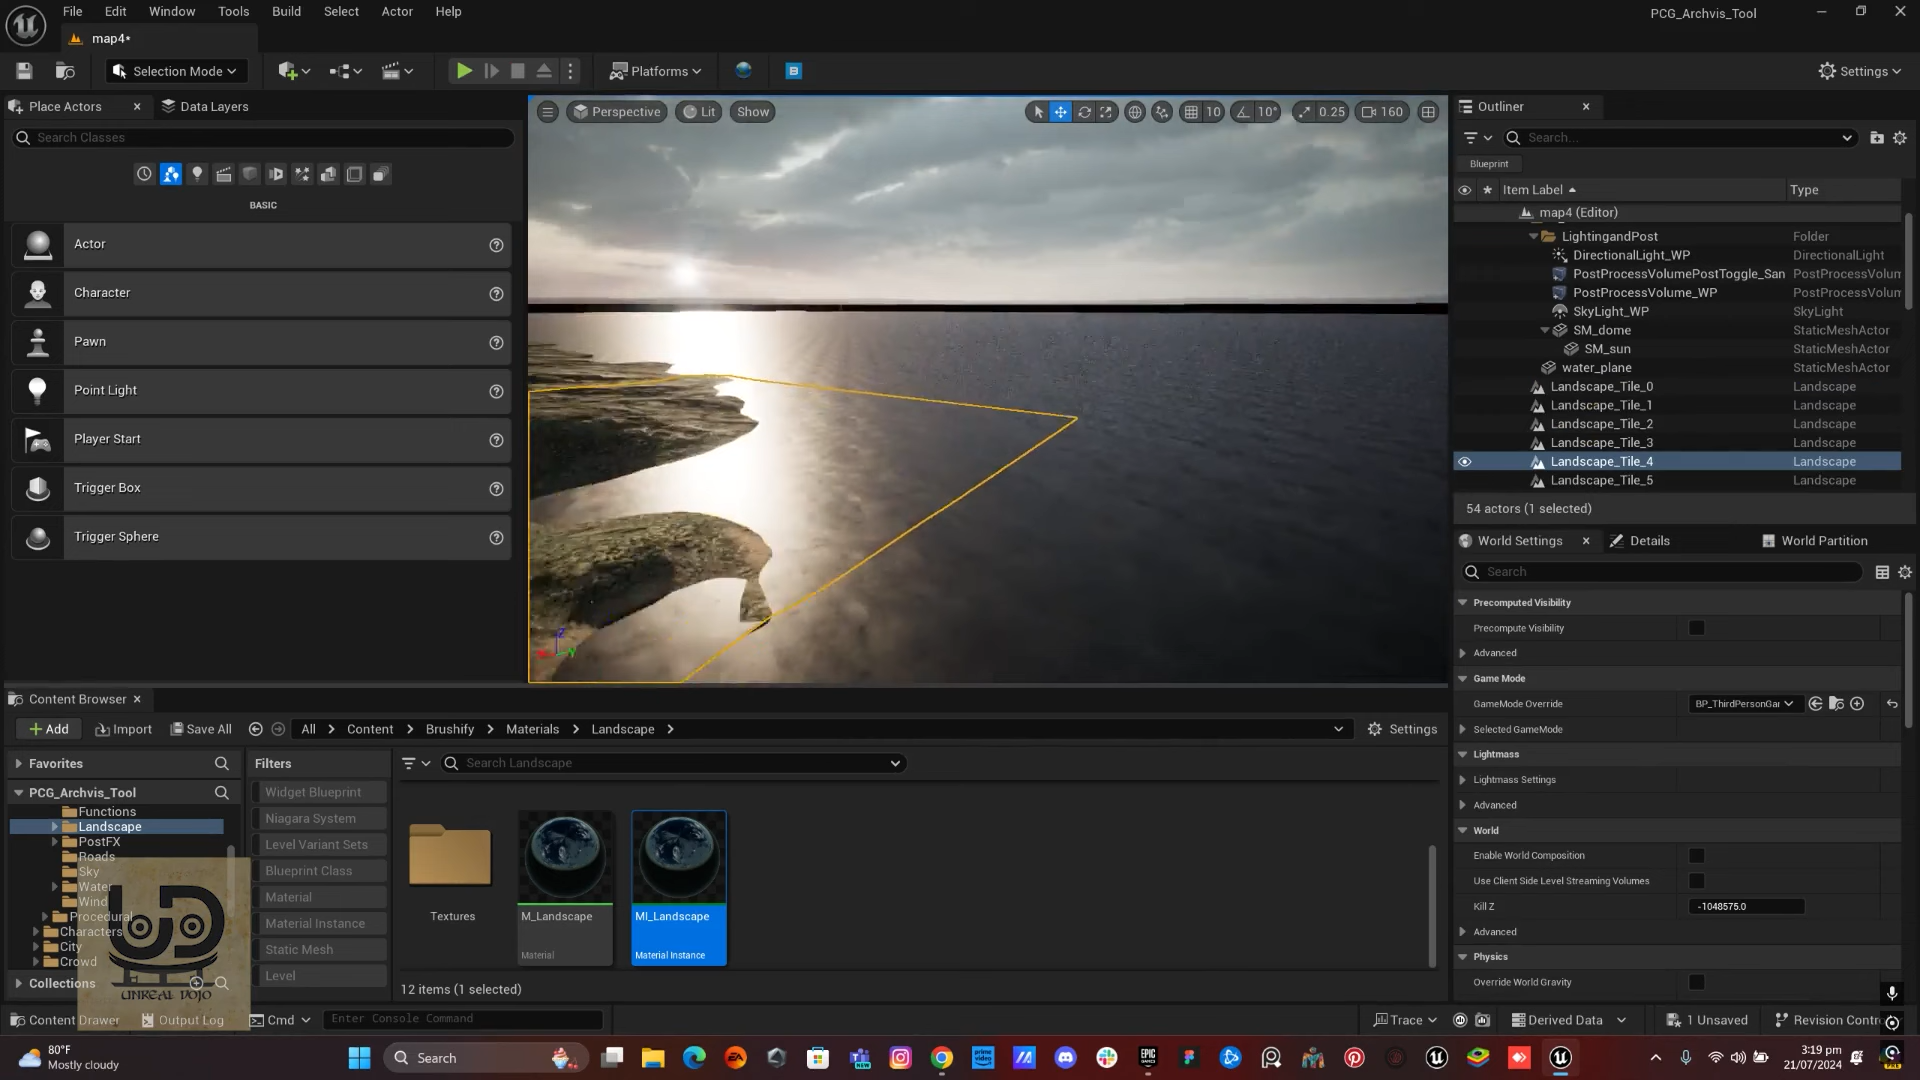 File Edit Window Tools Build Select Actor Help
PCG_Archvis_Tool
map4*
Selection Mode
Platforms
Settings
Place Actors
Data Layers
Search Classes
BASIC
Actor
Character
Pawn
Point Light
Player Start
Trigger Box
Trigger Sphere
Perspective Lit Show 10 10° 0.25 160
Outliner
Search...
Blueprint
Item Label Type
map4 (Editor)
LightingandPost Folder
DirectionalLight_WP DirectionalLight
PostProcessVolumePostToggle_San PostProcessVolum
PostProcessVolume_WP PostProcessVolum
SkyLight_WP SkyLight
SM_dome StaticMeshActor
SM_sun StaticMeshActor
water_plane StaticMeshActor
Landscape_Tile_0 Landscape
Landscape_Tile_1 Landscape
Landscape_Tile_2 Landscape
Landscape_Tile_3 Landscape
Landscape_Tile_4 Landscape
Landscape_Tile_5 Landscape
54 actors (1 selected)
World Settings Details World Partition
Search
Precomputed Visibility
Precompute Visibility
Advanced
Game Mode
GameMode Override BP_ThirdPersonGar
Selected GameMode
Lightmass
Lightmass Settings
Advanced
World
Enable World Composition
Use Client Side Level Streaming Volumes
Kill Z -1048575.0
Advanced
Physics
Override World Gravity
Content Browser
Add Import Save All All Content Brushify Materials Landscape Settings
Favorites
PCG_Archvis_Tool
Functions
Landscape
PostFX
Roads
Sky
Water
Wind
Procedural
Characters
City
Crowd
Collections
UNREAL DOJO
Filters
Widget Blueprint
Niagara System
Level Variant Sets
Blueprint Class
Material
Material Instance
Static Mesh
Level
Search Landscape
Textures
M_Landscape
Material
MI_Landscape
Material Instance
12 items (1 selected)
Content Drawer Output Log Cmd Enter Console Command Trace Derived Data 1 Unsaved Revision Contr
80°F
Mostly cloudy
Search
3:19 pm
21/07/2024